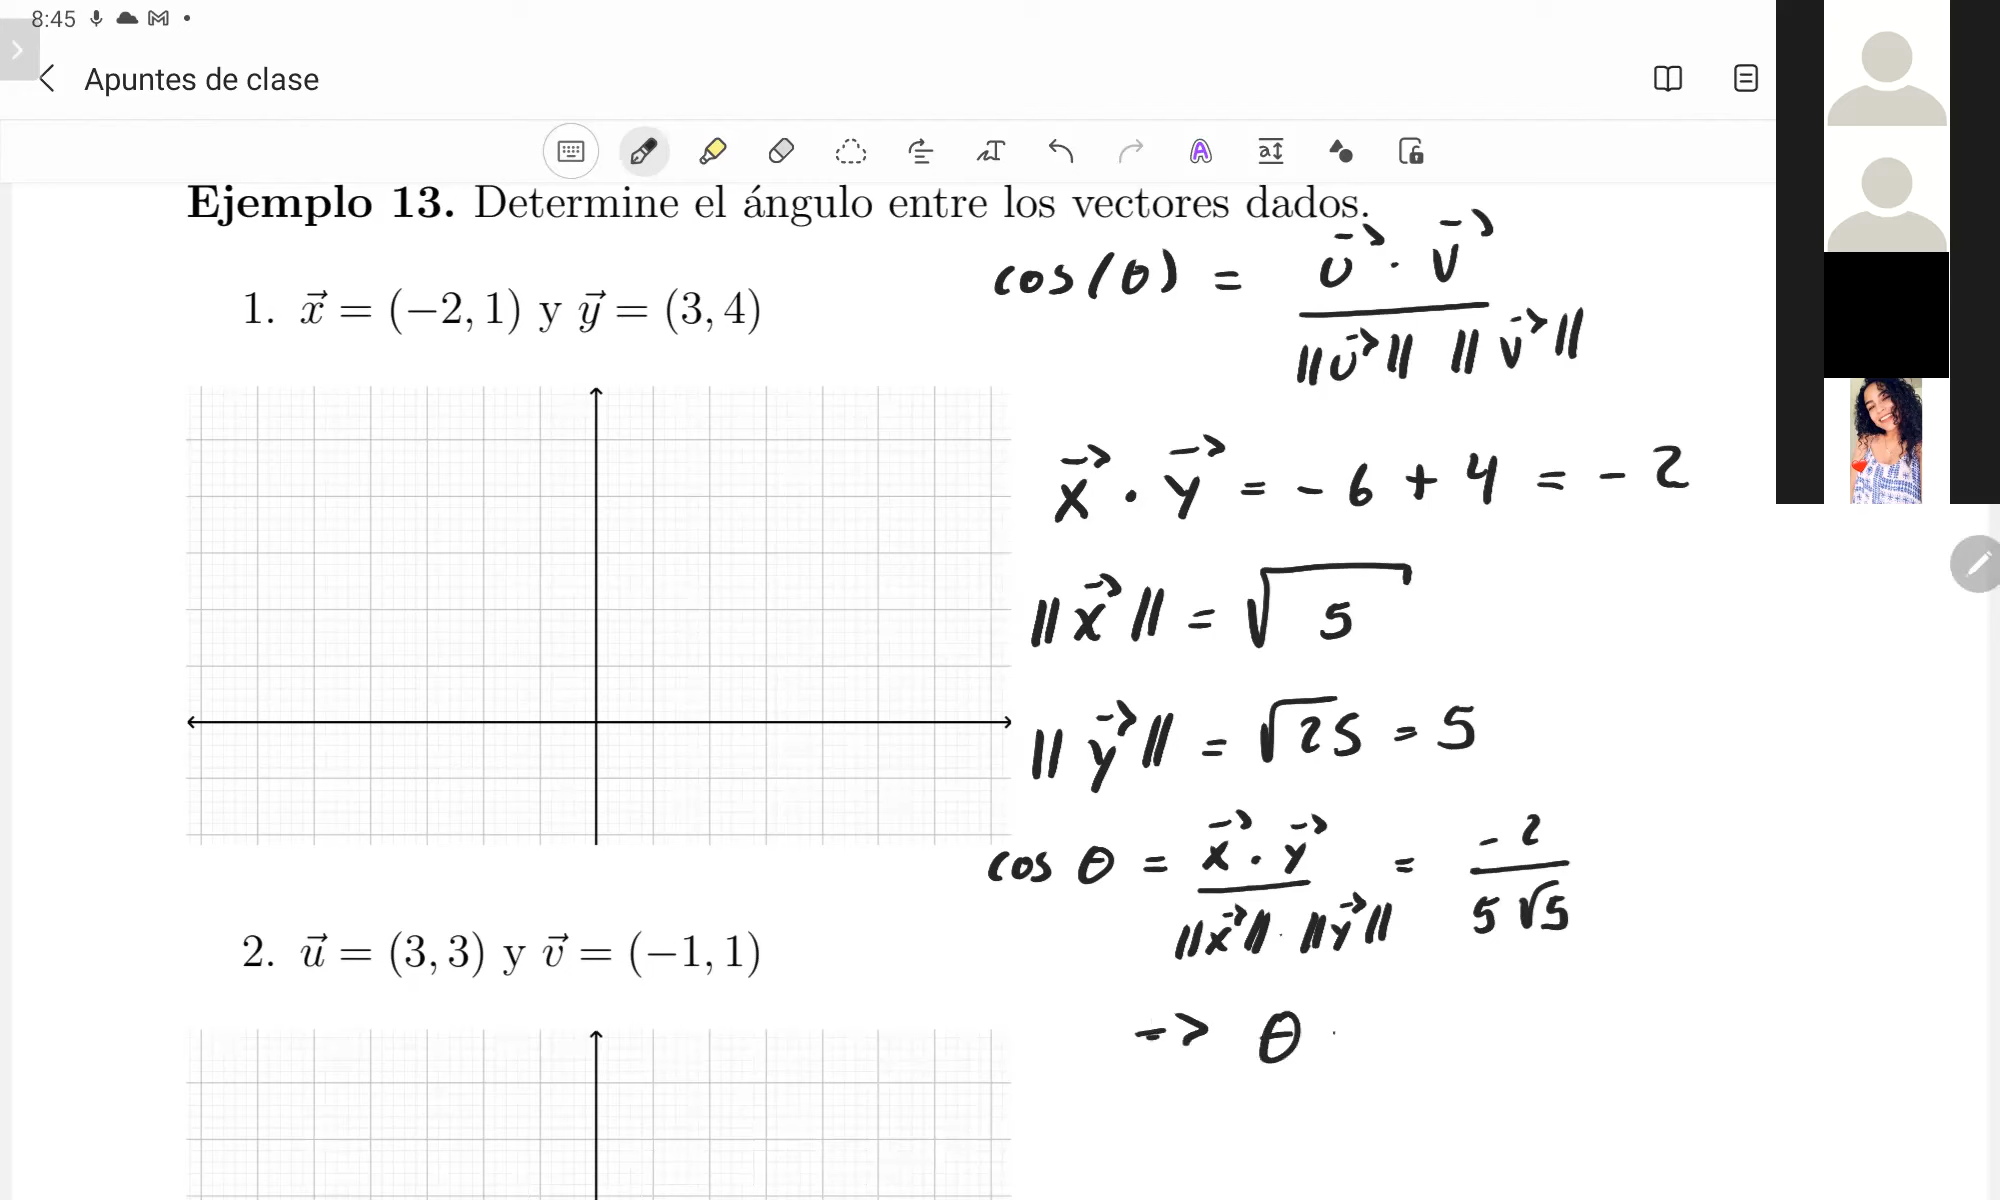 8:45
Apuntes de clase
Ejemplo 13. Determine el ángulo entre los vectores dados.
1. x⃗ = (−2, 1) y y⃗ = (3, 4)
cos(θ) = u⃗ · v⃗ / ||u⃗|| ||v⃗||
x⃗ · y⃗ = - 6 + 4 = - 2
||x⃗|| = √5
||y⃗|| = √25 = 5
cos θ = x⃗ · y⃗ / ||x⃗|| · ||y⃗|| = - 2 / 5 √5
2. u⃗ = (3, 3) y v⃗ = (−1, 1)
=> θ